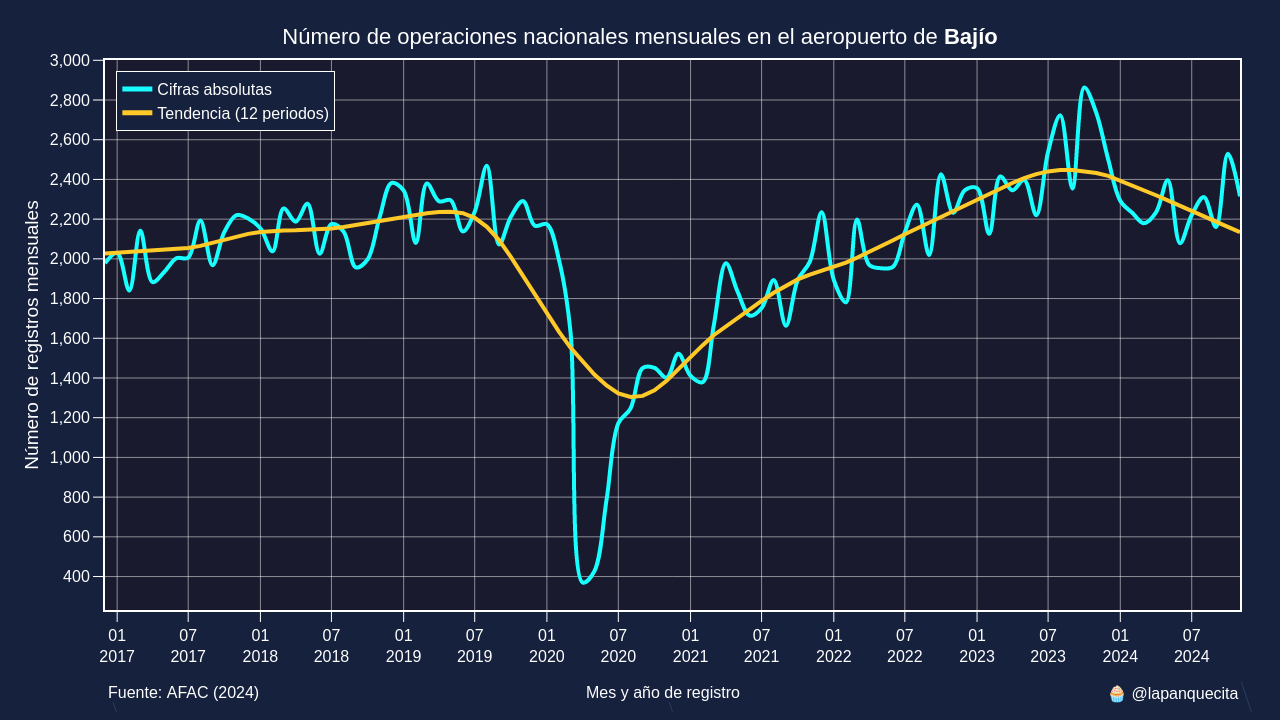 Número de operaciones nacionales mensuales en el aeropuerto de Bajío
Cifras absolutas
Tendencia (12 periodos)
Número de registros mensuales
3,000
2,800
2,600
2,400
2,200
2,000
1,800
1,600
1,400
1,200
1,000
800
600
400
01 07 01 07 01 07 01 07 01 07 01 07 01 07 01 07
2017 2017 2018 2018 2019 2019 2020 2020 2021 2021 2022 2022 2023 2023 2024 2024
Fuente: AFAC (2024) Mes y año de registro 🧁 @lapanquecita